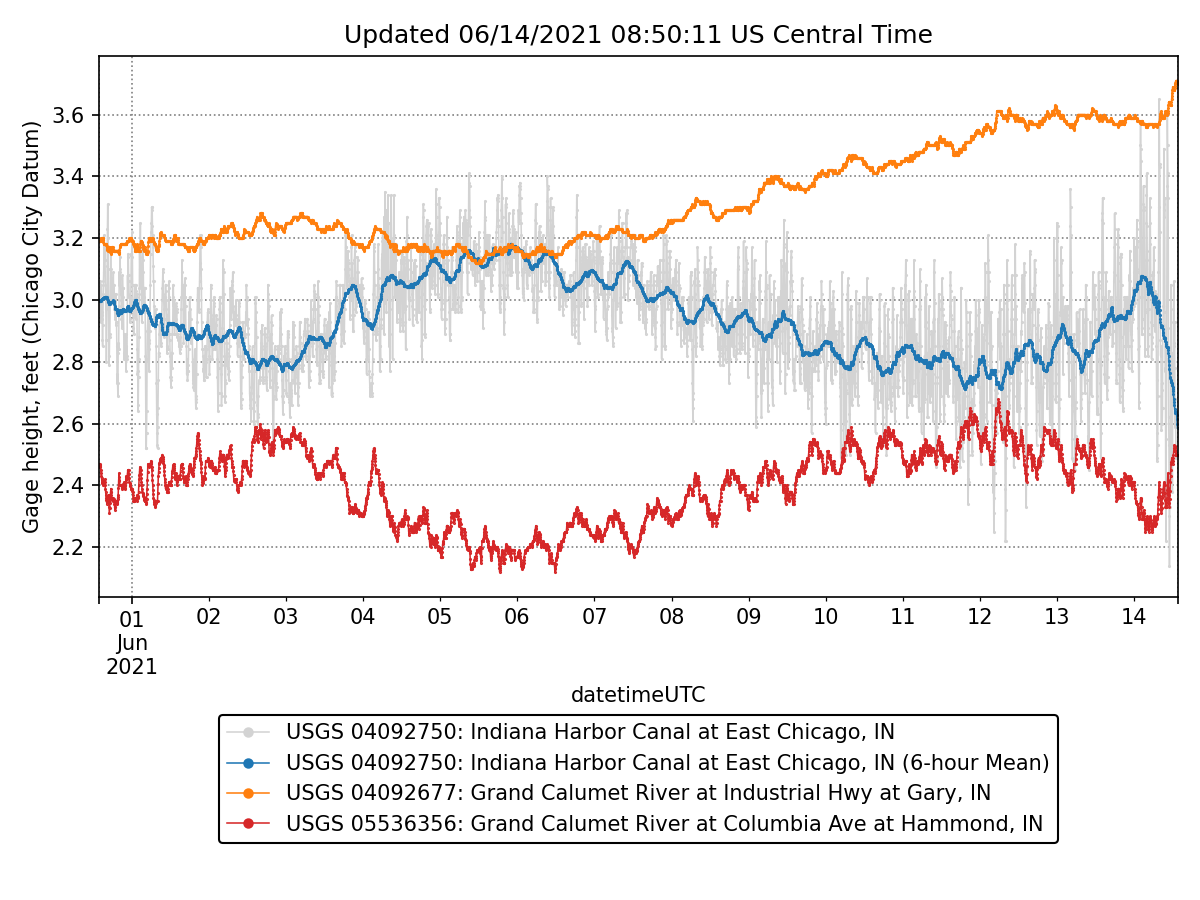 Updated 06/14/2021 08:50:11 US Central Time
Gage height, feet (Chicago City Datum)
3.6
3.4
3.2
3.0
2.8
2.6
2.4
2.2
01 02 03 04 05 06 07 08 09 10 11 12 13 14
Jun
2021
datetimeUTC
USGS 04092750: Indiana Harbor Canal at East Chicago, IN
USGS 04092750: Indiana Harbor Canal at East Chicago, IN (6-hour Mean)
USGS 04092677: Grand Calumet River at Industrial Hwy at Gary, IN
USGS 05536356: Grand Calumet River at Columbia Ave at Hammond, IN